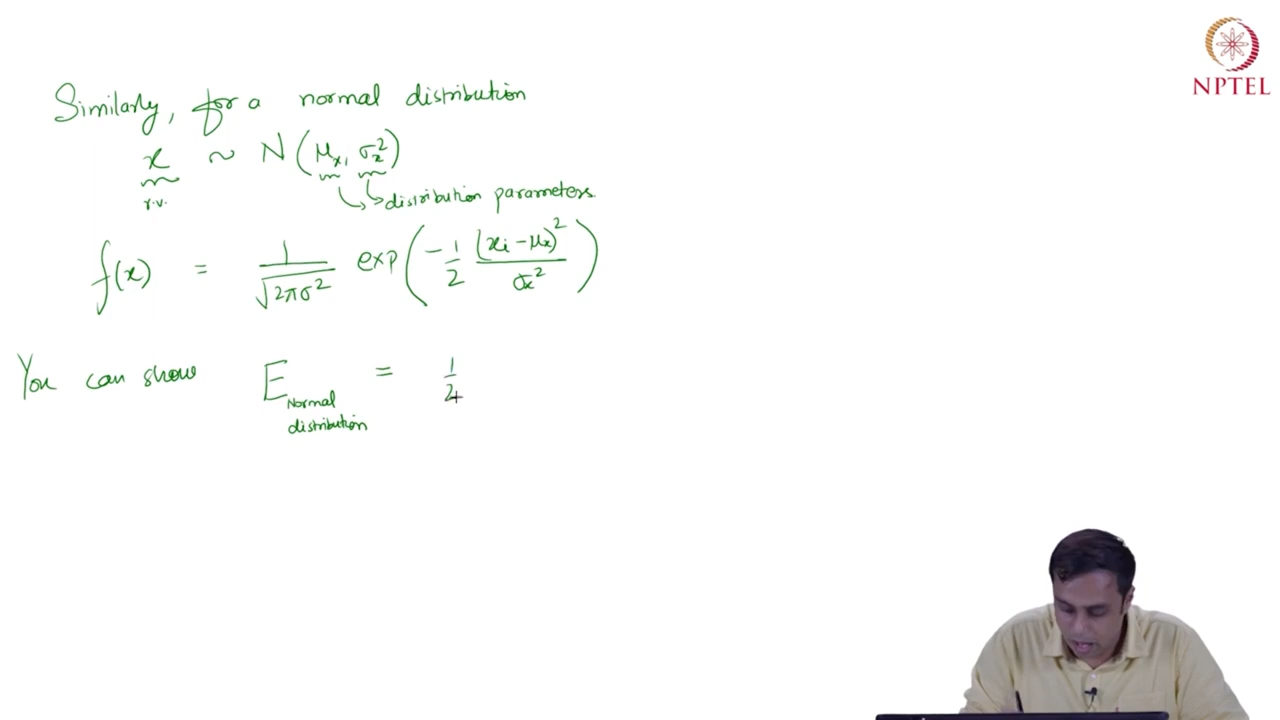 NPTEL
Similarly, for a normal distribution
x ~ N(μₓ, σₓ²)
r.v.
distribution parameters.
f(x) = 1/√2πσ² exp(-1/2 (xi - μₓ)²/σₓ²)
You can show E Normal distribution = 1/2